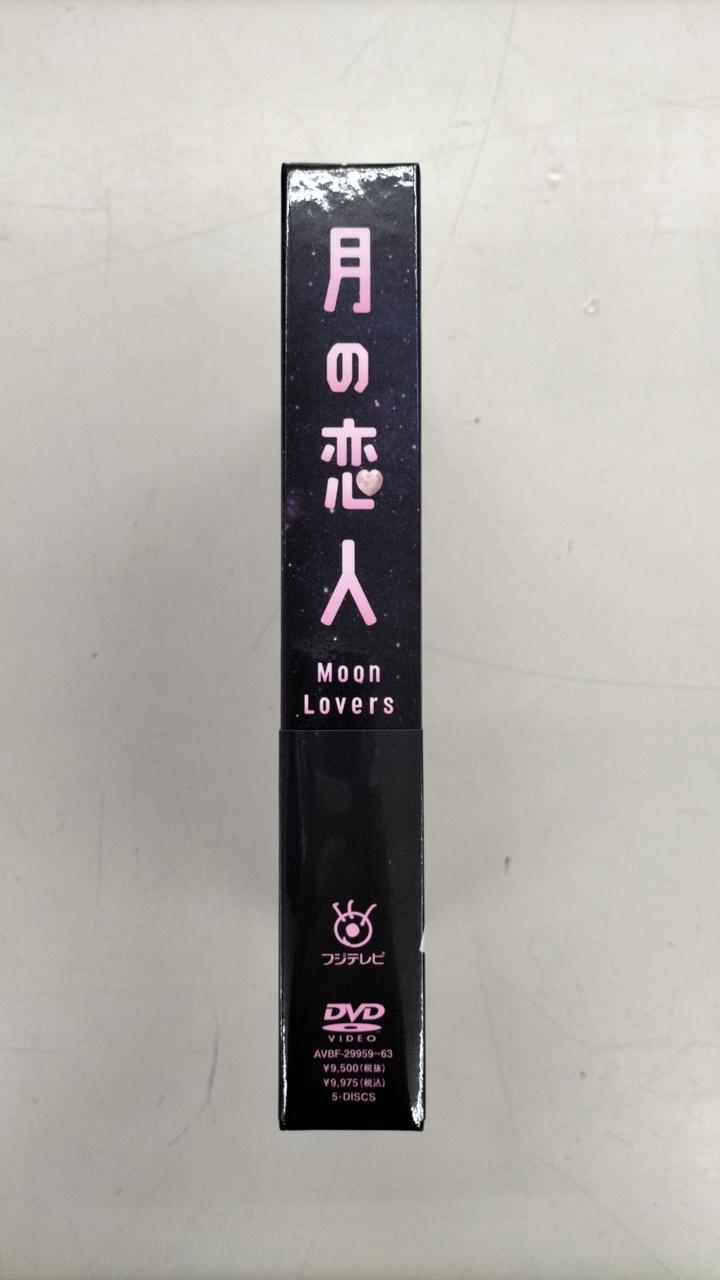 月の恋人
Moon
Lovers
フジテレビ
DVD
VIDEO
AVBF-29959~63
¥9,500(税抜)
¥9,975(税込)
5-DISCS